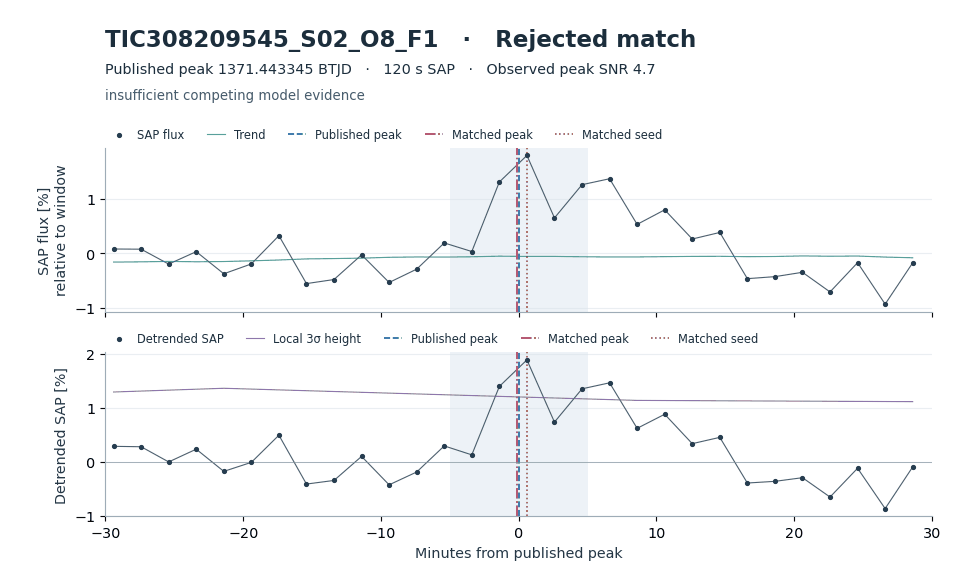 TIC308209545_S02_O8_F1 · Rejected match
Published peak 1371.443345 BTJD · 120 s SAP · Observed peak SNR 4.7
insufficient competing model evidence
SAP flux Trend Published peak Matched peak Matched seed
SAP flux [%]
relative to window
1
0
−1
Detrended SAP Local 3σ height Published peak Matched peak Matched seed
Detrended SAP [%]
2
1
0
−1
−30 −20 −10 0 10 20 30
Minutes from published peak